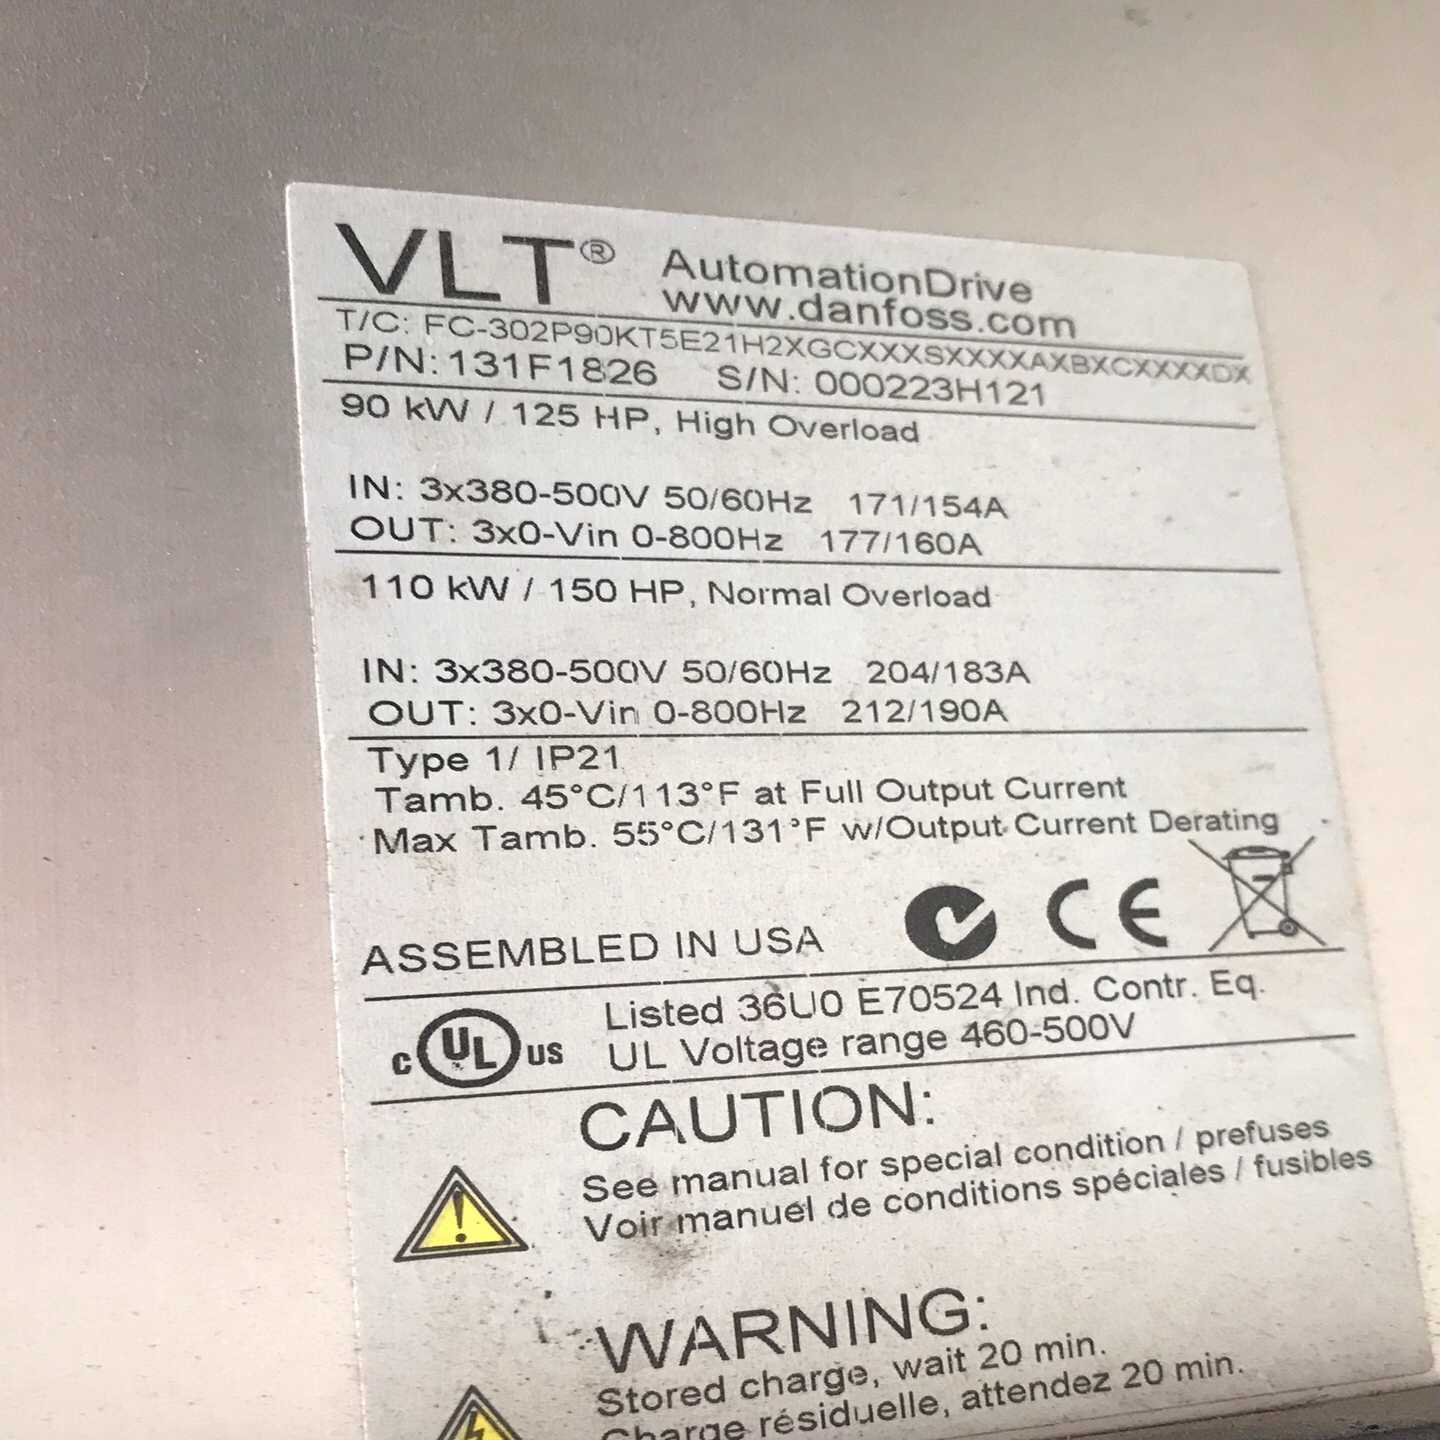 VLT® AutomationDrive
www.danfoss.com
T/C: FC-302P90KT5E21H2XGCXXXSXXXXAXBXCXXXXDX
P/N: 131F1826 S/N: 000223H121
90 kW / 125 HP, High Overload
IN: 3x380-500V 50/60Hz 171/154A
OUT: 3x0-Vin 0-800Hz 177/160A
110 kW / 150 HP, Normal Overload
IN: 3x380-500V 50/60Hz 204/183A
OUT: 3x0-Vin 0-800Hz 212/190A
Type 1/ IP21
Tamb. 45°C/113°F at Full Output Current
Max Tamb. 55°C/131°F w/Output Current Derating
ASSEMBLED IN USA CE
c UL us Listed 36U0 E70524 Ind. Contr. Eq.
UL Voltage range 460-500V
CAUTION:
See manual for special condition / prefuses
Voir manuel de conditions spéciales / fusibles
WARNING:
Stored charge, wait 20 min.
Charge résiduelle, attendez 20 min.